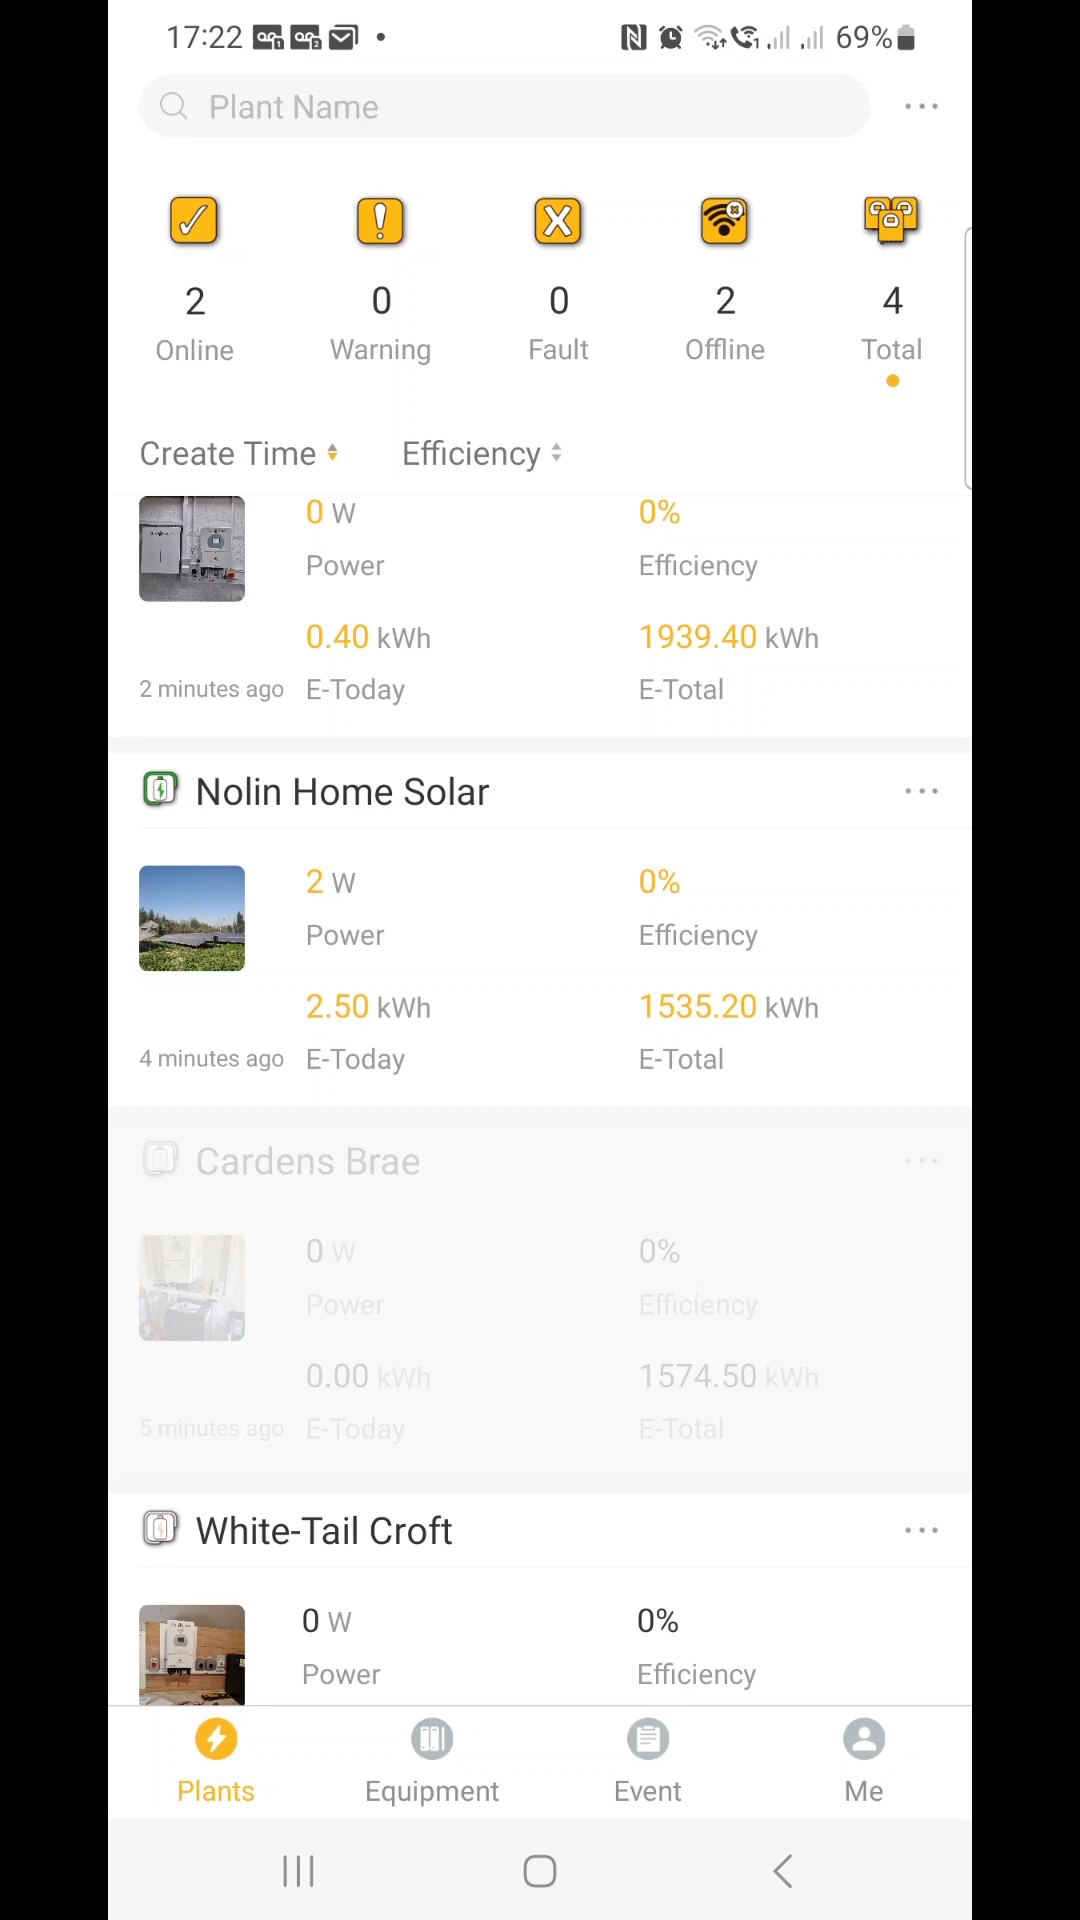 17:22 69%
Plant Name
2 0 0 2 4
Online Warning Fault Offline Total
Create Time Efficiency
0 W 0%
Power Efficiency
0.40 kWh 1939.40 kWh
2 minutes ago E-Today E-Total
Nolin Home Solar
2 W 0%
Power Efficiency
2.50 kWh 1535.20 kWh
4 minutes ago E-Today E-Total
Cardens Brae
0 W 0%
Power Efficiency
0.00 kWh 1574.50 kWh
5 minutes ago E-Today E-Total
White-Tail Croft
0 W 0%
Power Efficiency
Plants Equipment Event Me